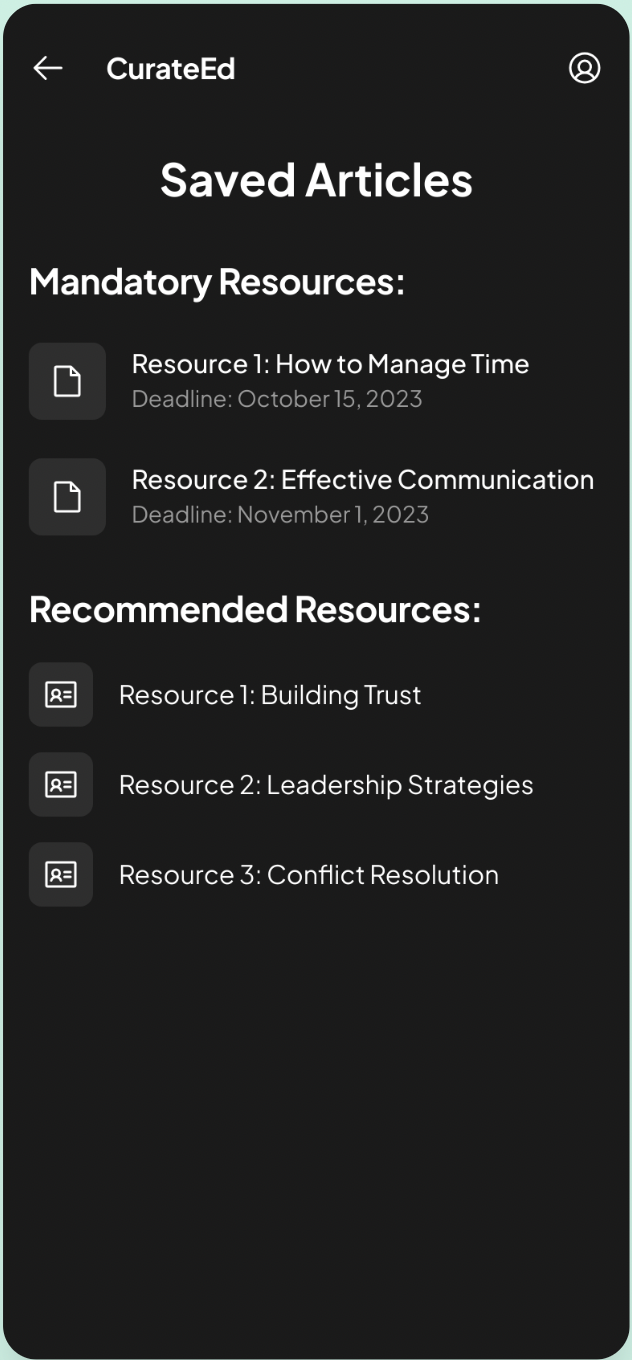 CurateEd
Saved Articles
Mandatory Resources:
Resource 1: How to Manage Time
Deadline: October 15, 2023
Resource 2: Effective Communication
Deadline: November 1, 2023
Recommended Resources:
Resource 1: Building Trust
Resource 2: Leadership Strategies
Resource 3: Conflict Resolution